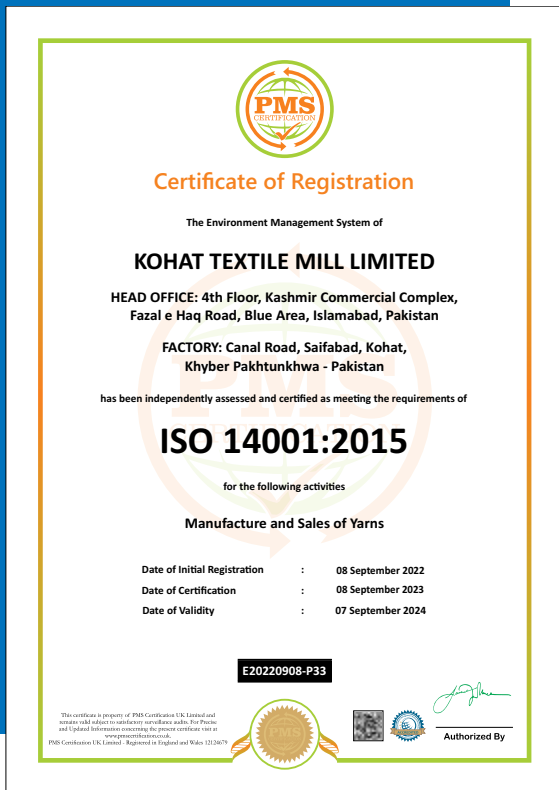 PMS
CERTIFICATION
Certificate of Registration
The Environment Management System of
KOHAT TEXTILE MILL LIMITED
HEAD OFFICE: 4th Floor, Kashmir Commercial Complex,
Fazal e Haq Road, Blue Area, Islamabad, Pakistan
FACTORY: Canal Road, Saifabad, Kohat,
Khyber Pakhtunkhwa - Pakistan
has been independently assessed and certified as meeting the requirements of
ISO 14001:2015
for the following activities
Manufacture and Sales of Yarns
Date of Initial Registration : 08 September 2022
Date of Certification : 08 September 2023
Date of Validity : 07 September 2024
E20220908-P33
This certificate is property of PMS Certification UK Limited and
remains valid subject to satisfactory surveillance audits. For Precise
and Updated Information concerning the present certificate visit at
www.pmscertification.co.uk.
PMS Certification UK Limited - Registered in England and Wales 12124679
PMS
Authorized By